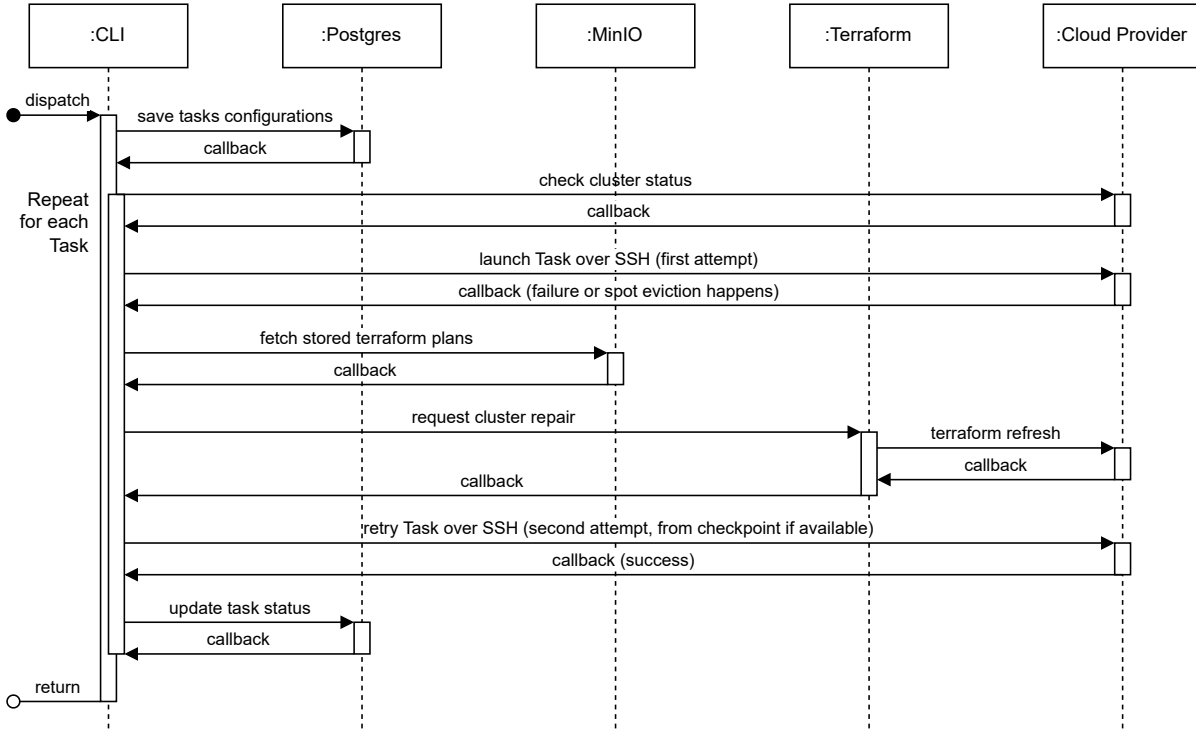 :CLI
:Postgres
:MinIO
:Terraform
:Cloud Provider
dispatch
save tasks configurations
callback
Repeat
for each
Task
check cluster status
callback
launch Task over SSH (first attempt)
callback (failure or spot eviction happens)
fetch stored terraform plans
callback
request cluster repair
terraform refresh
callback
callback
retry Task over SSH (second attempt, from checkpoint if available)
callback (success)
update task status
callback
return